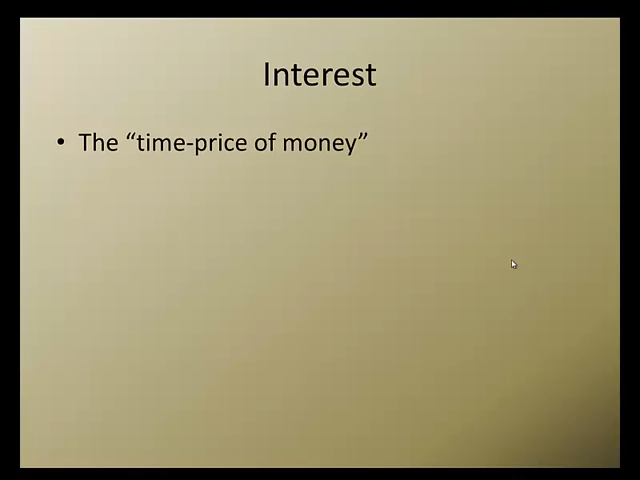 Interest
• The “time-price of money”